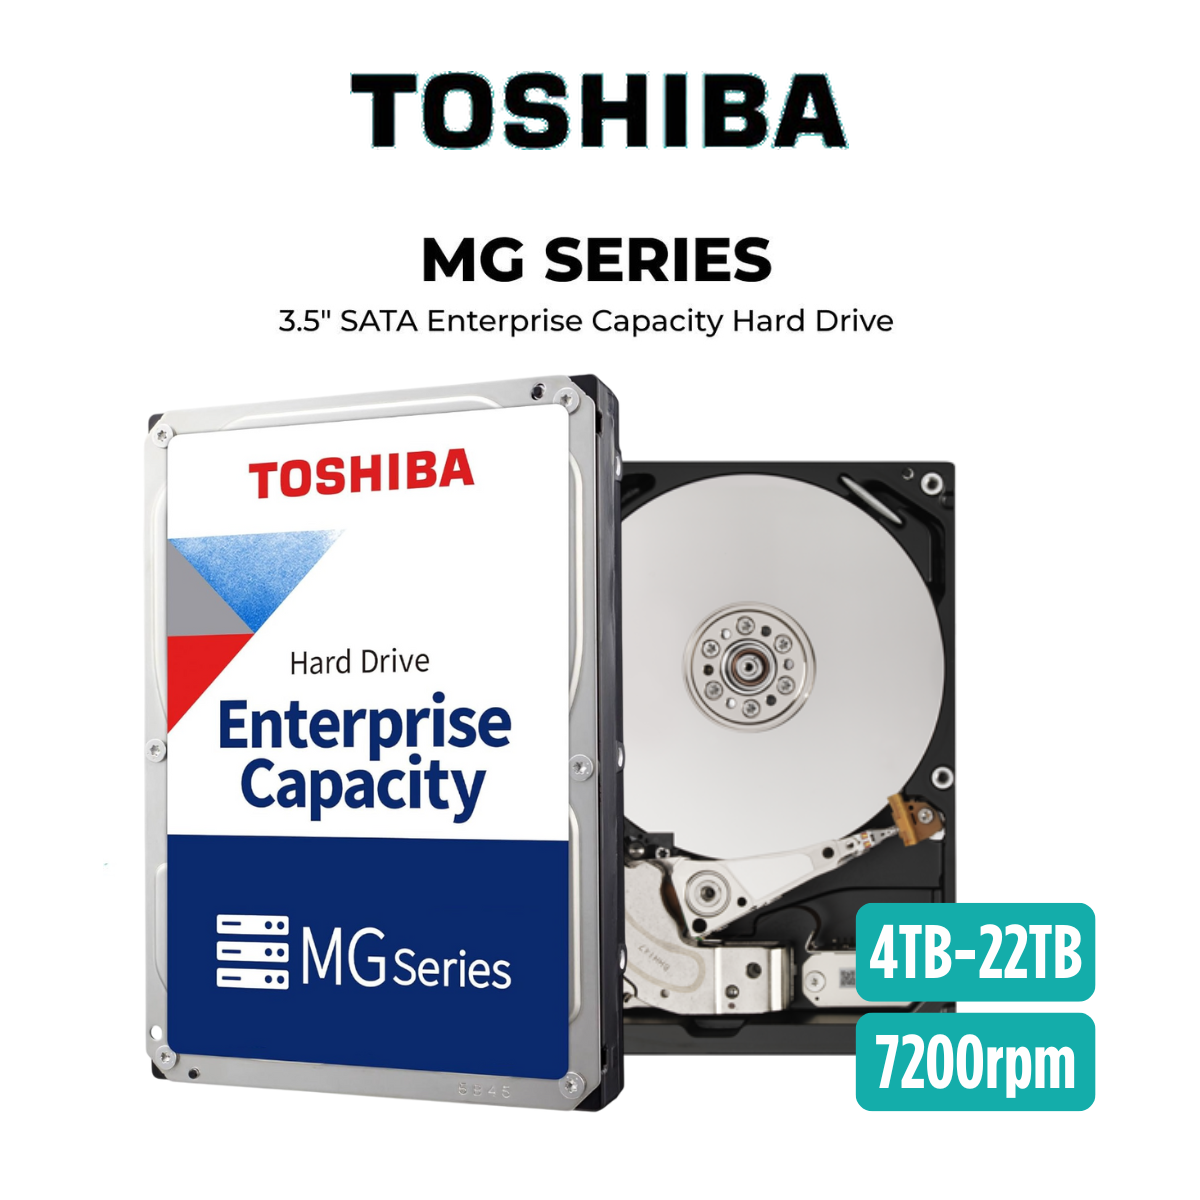 TOSHIBA
MG SERIES
3.5" SATA Enterprise Capacity Hard Drive
TOSHIBA
Hard Drive
Enterprise
Capacity
MG Series
4TB-22TB
7200rpm